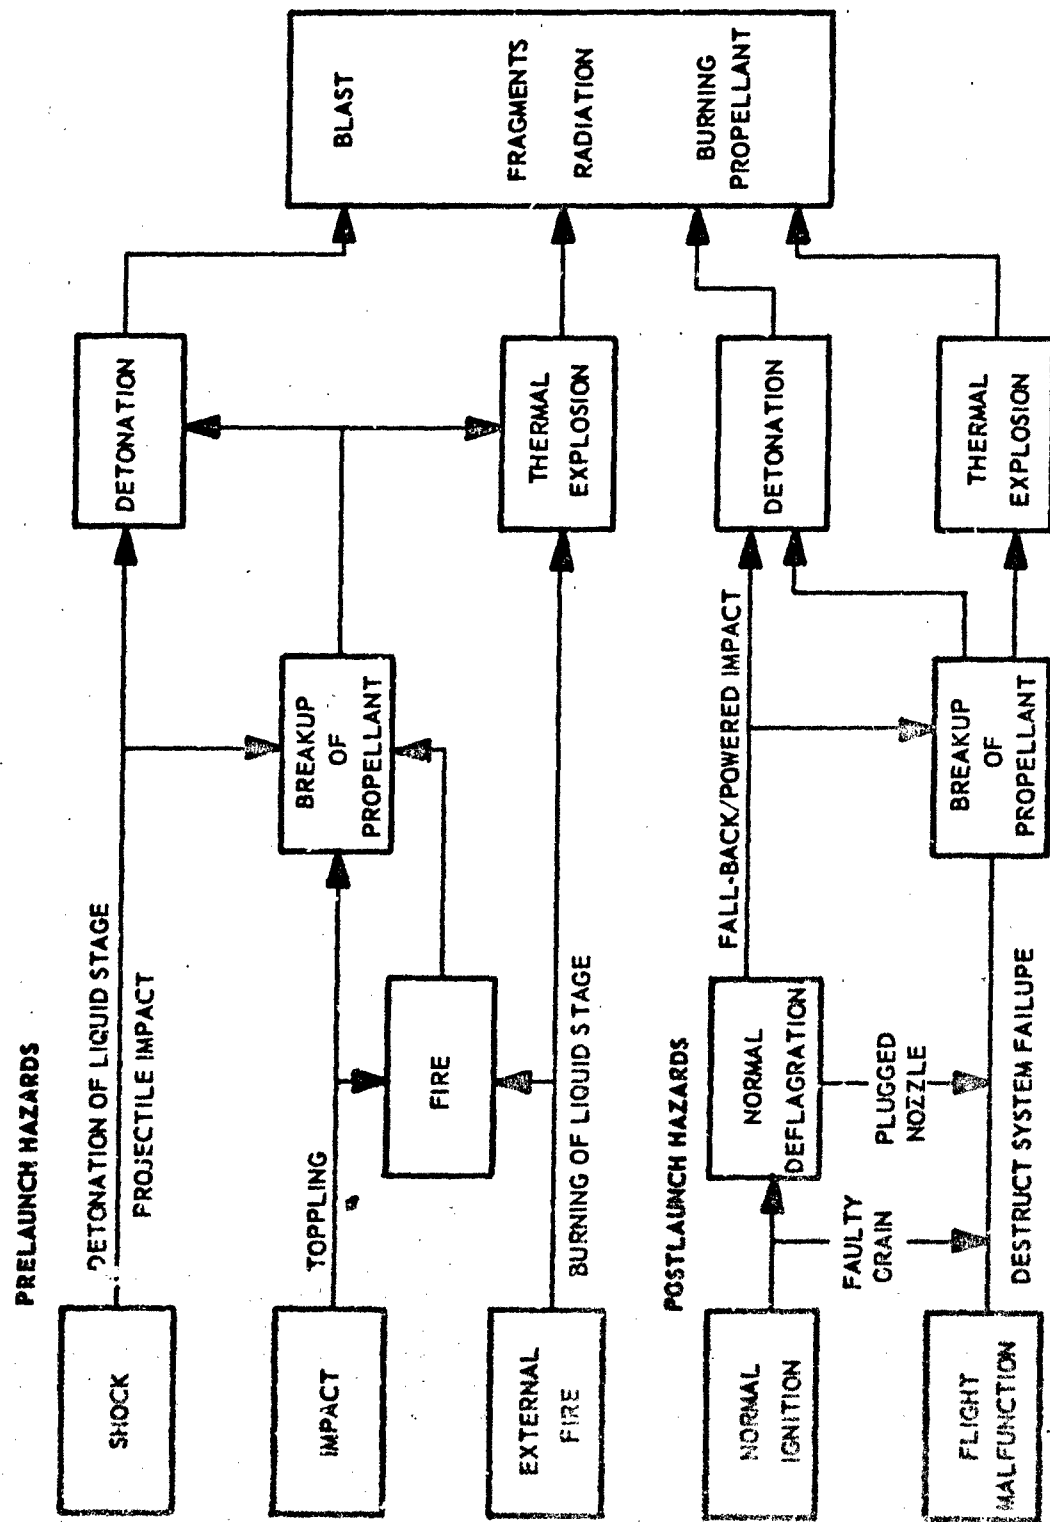 PRELAUNCH HAZARDS
SHOCK
DETONATION OF LIQUID STAGE
PROJECTILE IMPACT
DETONATION
IMPACT
TOPPLING
FIRE
BREAKUP
OF
PROPELLANT
EXTERNAL
FIRE
BURNING OF LIQUID STAGE
THERMAL
EXPLOSION
BLAST
FRAGMENTS
RADIATION
BURNING
PROPELLANT
POSTLAUNCH HAZARDS
NORMAL
IGNITION
FAULTY
GRAIN
NORMAL
DEFLAGRATION
PLUGGED
NOZZLE
FALL-BACK/POWERED IMPACT
DETONATION
FLIGHT
MALFUNCTION
DESTRUCT SYSTEM FAILUPE
BREAKUP
OF
PROPELLANT
THERMAL
EXPLOSION